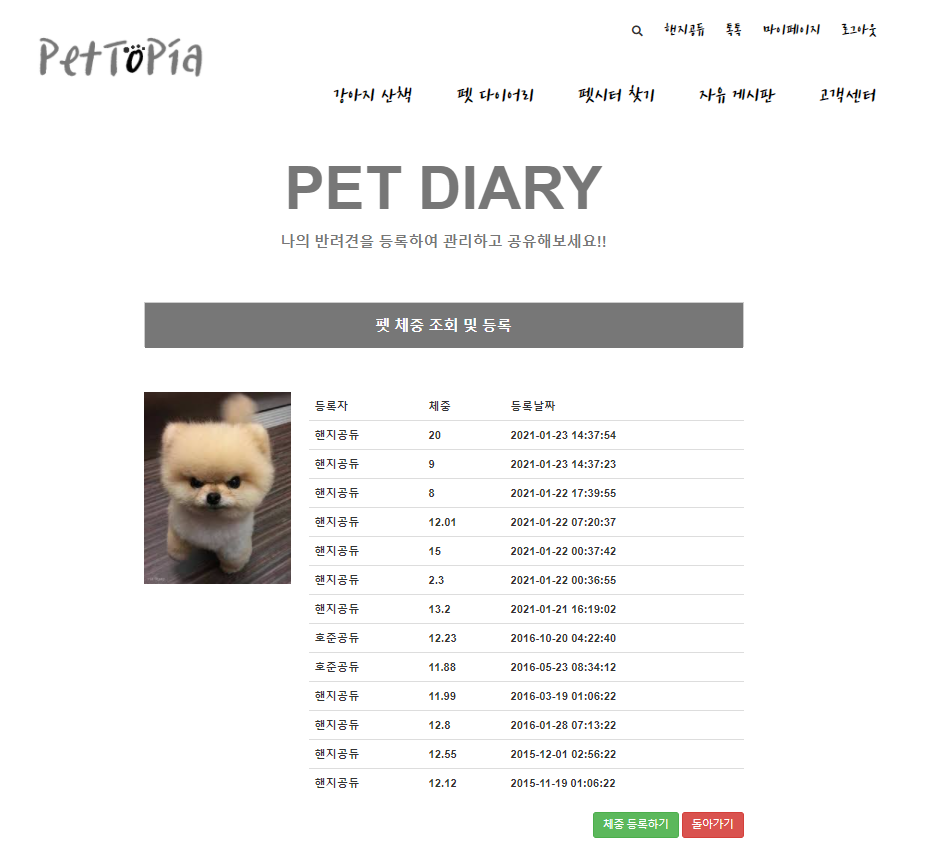 PetTopia
핸지공듀 톡톡 마이페이지 로그아웃
강아지 산책 펫 다이어리 펫시터 찾기 자유 게시판 고객센터
PET DIARY
나의 반려견을 등록하여 관리하고 공유해보세요!!
펫 체중 조회 및 등록
등록자 체중 등록날짜
핸지공듀 20 2021-01-23 14:37:54
핸지공듀 9 2021-01-23 14:37:23
핸지공듀 8 2021-01-22 17:39:55
핸지공듀 12.01 2021-01-22 07:20:37
핸지공듀 15 2021-01-22 00:37:42
핸지공듀 2.3 2021-01-22 00:36:55
핸지공듀 13.2 2021-01-21 16:19:02
호준공듀 12.23 2016-10-20 04:22:40
호준공듀 11.88 2016-05-23 08:34:12
핸지공듀 11.99 2016-03-19 01:06:22
핸지공듀 12.8 2016-01-28 07:13:22
핸지공듀 12.55 2015-12-01 02:56:22
핸지공듀 12.12 2015-11-19 01:06:22
체중 등록하기 돌아가기